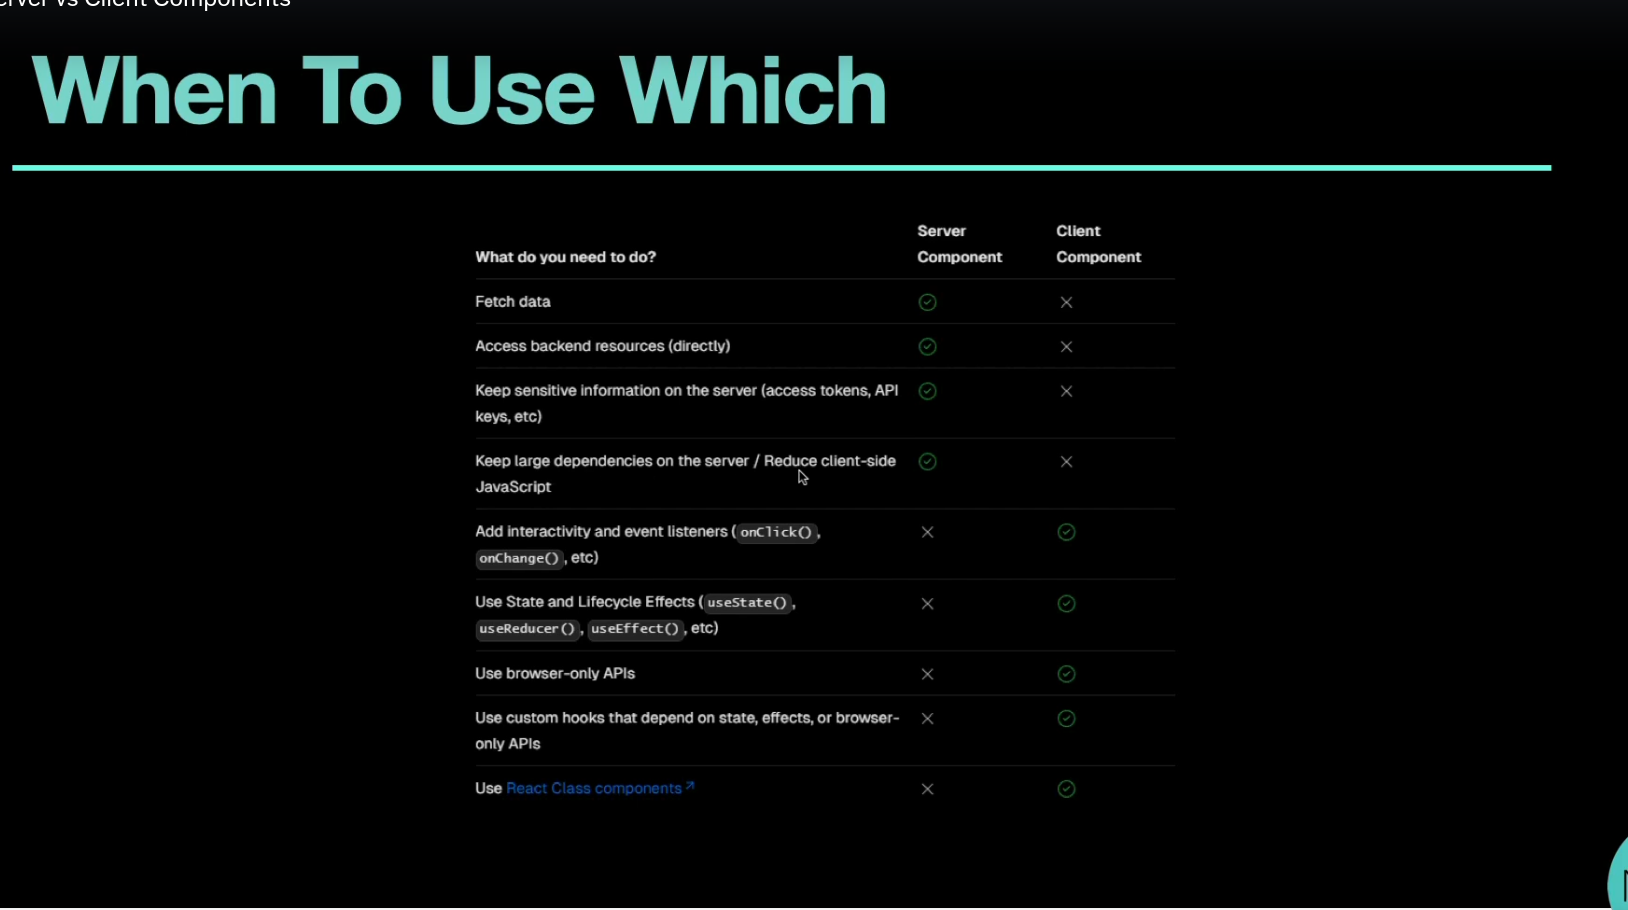 Server vs Client Components
When To Use Which
Server Client
What do you need to do? Component Component
Fetch data
Access backend resources (directly)
Keep sensitive information on the server (access tokens, API
keys, etc)
Keep large dependencies on the server / Reduce client-side
JavaScript
Add interactivity and event listeners (onClick(),
onChange(), etc)
Use State and Lifecycle Effects (useState(),
useReducer(), useEffect(), etc)
Use browser-only APIs
Use custom hooks that depend on state, effects, or browser-
only APIs
Use React Class components↗